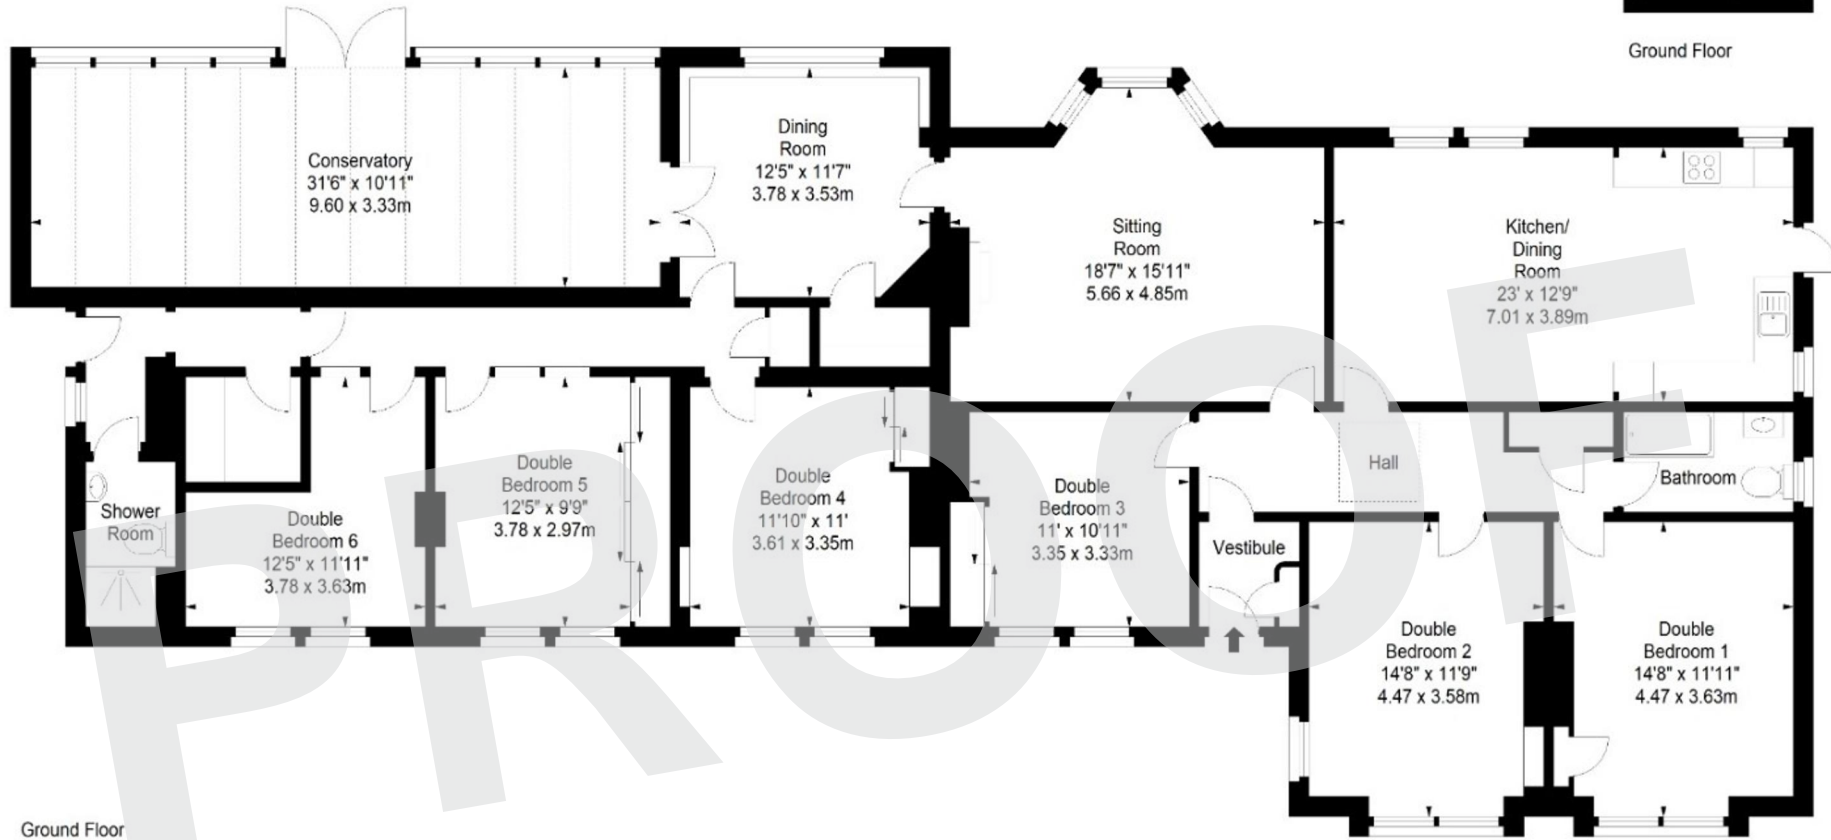 Ground Floor
Conservatory
31'6" x 10'11"
9.60 x 3.33m
Dining
Room
12'5" x 11'7"
3.78 x 3.53m
Sitting
Room
18'7" x 15'11"
5.66 x 4.85m
Kitchen/
Dining
Room
23' x 12'9"
7.01 x 3.89m
Shower
Room
Double
Bedroom 6
12'5" x 11'11"
3.78 x 3.63m
Double
Bedroom 5
12'5" x 9'9"
3.78 x 2.97m
Double
Bedroom 4
11'10" x 11'
3.61 x 3.35m
Double
Bedroom 3
11' x 10'11"
3.35 x 3.33m
Hall
Bathroom
Vestibule
Double
Bedroom 2
14'8" x 11'9"
4.47 x 3.58m
Double
Bedroom 1
14'8" x 11'11"
4.47 x 3.63m
Ground Floor
PROOF